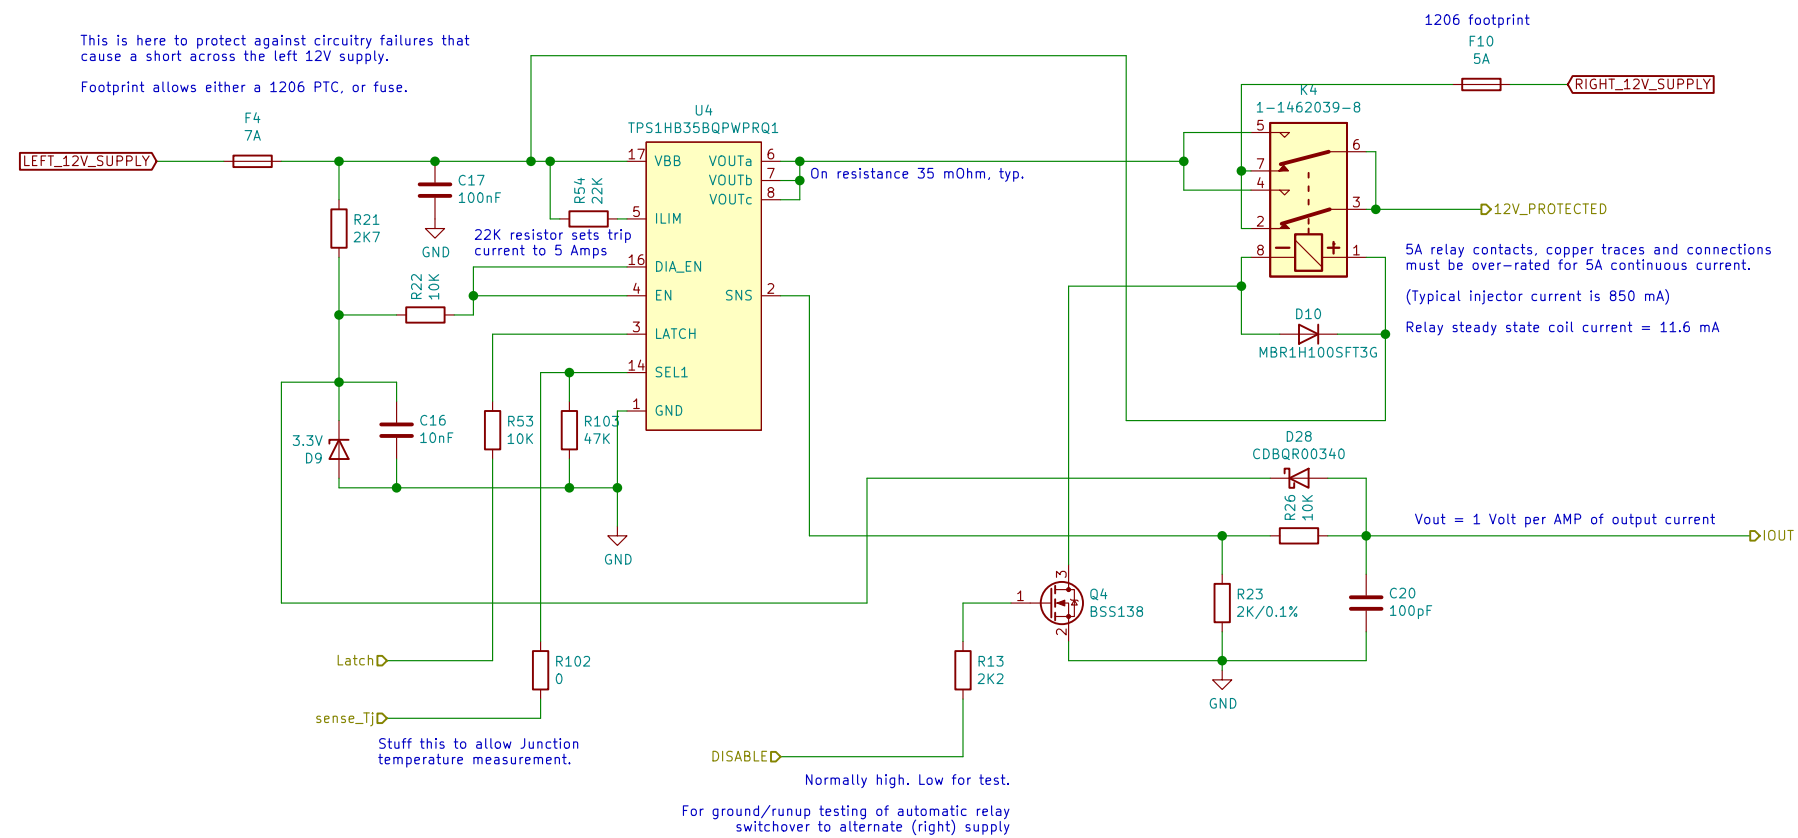 1206 footprint
F10
5A
This is here to protect against circuitry failures that
cause a short across the left 12V supply.
Footprint allows either a 1206 PTC, or fuse.
RIGHT_12V_SUPPLY
K4
1-1462039-8
F4
7A
U4
TPS1HB35BQPWPRQ1
LEFT_12V_SUPPLY
17 VBB
VOUTa 6
VOUTb 7
VOUTc 8
On resistance 35 mOhm, typ.
5
7
4
2
8
6
3
1
12V_PROTECTED
C17
100nF
GND
R54
22K
5 ILIM
R21
2K7
22K resistor sets trip
current to 5 Amps
16 DIA_EN
R22
10K
4 EN
SNS 2
3 LATCH
14 SEL1
1 GND
5A relay contacts, copper traces and connections
must be over-rated for 5A continuous current.
(Typical injector current is 850 mA)
Relay steady state coil current = 11.6 mA
D10
MBR1H100SFT3G
C16
10nF
3.3V
D9
R53
10K
R103
47K
GND
D28
CDBQR00340
R26
10K
Vout = 1 Volt per AMP of output current
IOUT
3
1
2
Q4
BSS138
R23
2K/0.1%
C20
100pF
GND
Latch
R102
0
sense_Tj
Stuff this to allow Junction
temperature measurement.
R13
2K2
DISABLE
Normally high. Low for test.
For ground/runup testing of automatic relay
switchover to alternate (right) supply